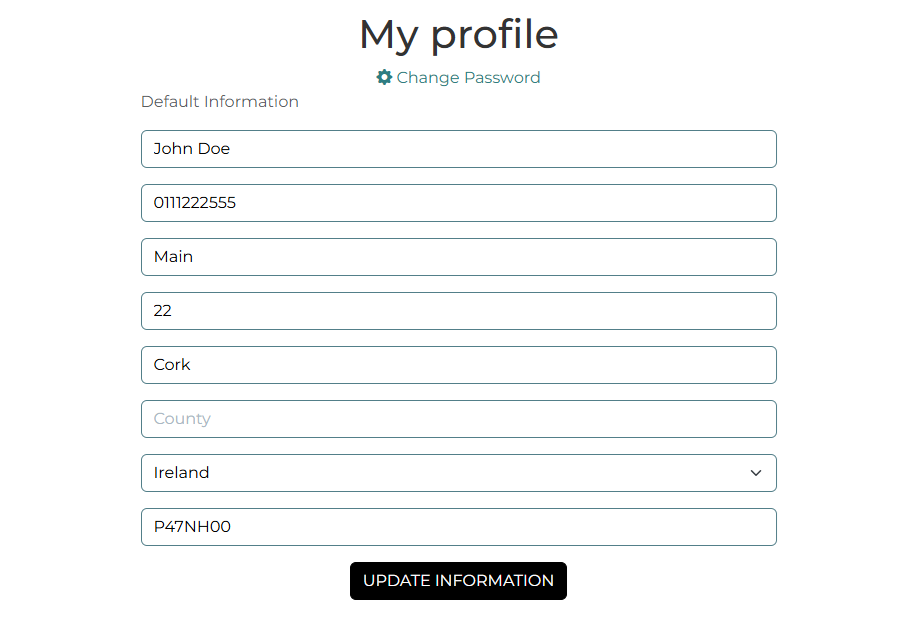 My profile
Change Password
Default Information
John Doe
0111222555
Main
22
Cork
County
Ireland
P47NH00
UPDATE INFORMATION